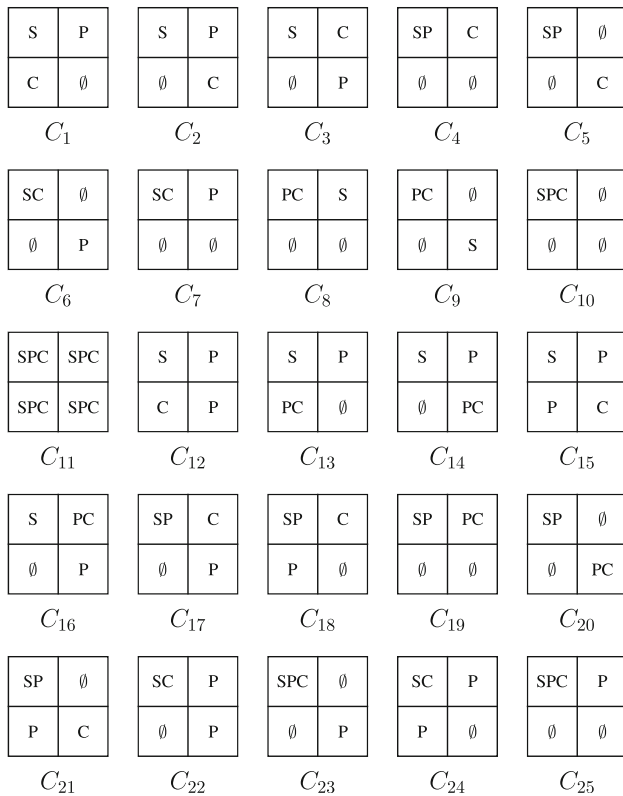 S P S P S C SP C SP ∅
C ∅ ∅ C ∅ P ∅ ∅ ∅ C
C₁ C₂ C₃ C₄ C₅
SC ∅ SC P PC S PC ∅ SPC ∅
∅ P ∅ ∅ ∅ ∅ ∅ S ∅ ∅
C₆ C₇ C₈ C₉ C₁₀
SPC SPC S P S P S P S P
SPC SPC C P PC ∅ ∅ PC P C
C₁₁ C₁₂ C₁₃ C₁₄ C₁₅
S PC SP C SP C SP PC SP ∅
∅ P ∅ P P ∅ ∅ ∅ ∅ PC
C₁₆ C₁₇ C₁₈ C₁₉ C₂₀
SP ∅ SC P SPC ∅ SC P SPC P
P C ∅ P ∅ P P ∅ ∅ ∅
C₂₁ C₂₂ C₂₃ C₂₄ C₂₅